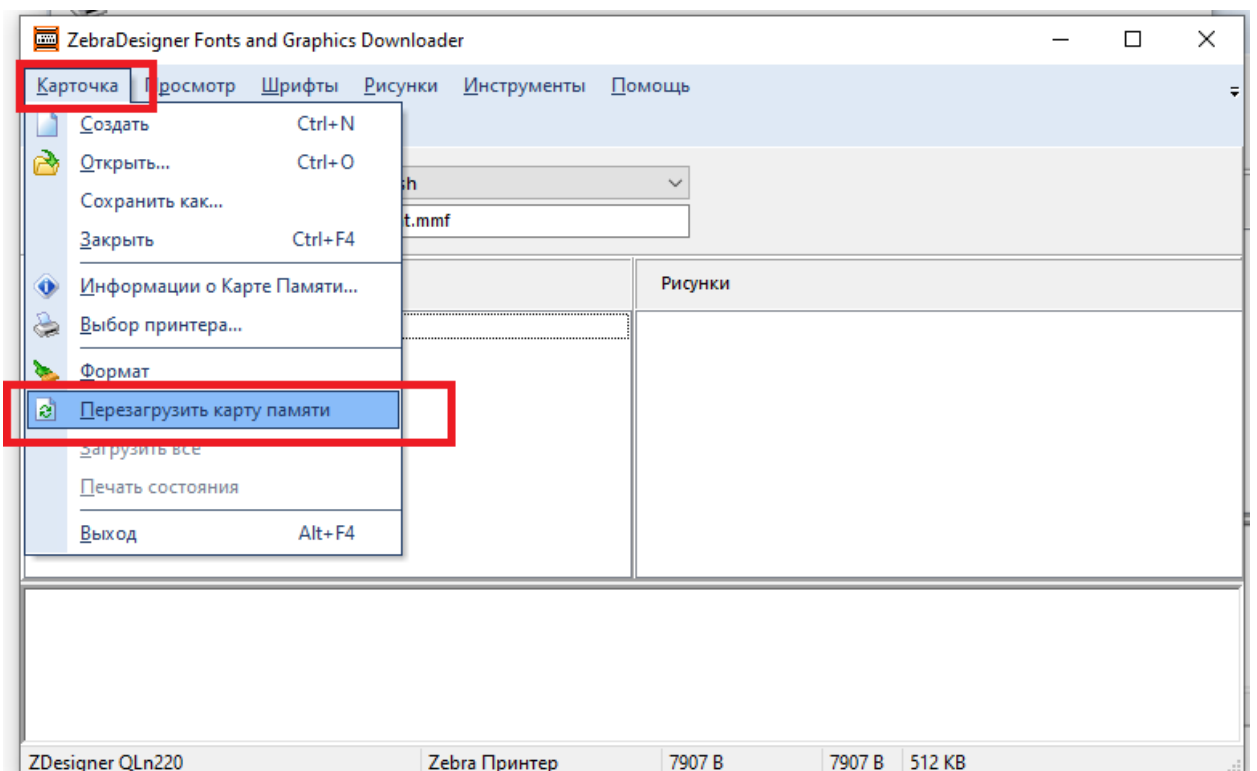 ZebraDesigner Fonts and Graphics Downloader
Карточка Просмотр Шрифты Рисунки Инструменты Помощь
Создать Ctrl+N
Открыть... Ctrl+O
Сохранить как...
Закрыть Ctrl+F4
Информации о Карте Памяти...
Выбор принтера...
Формат
Перезагрузить карту памяти
Загрузить все
Печать состояния
Выход Alt+F4
t.mmf
Рисунки
ZDesigner QLn220 Zebra Принтер 7907 B 7907 B 512 KB